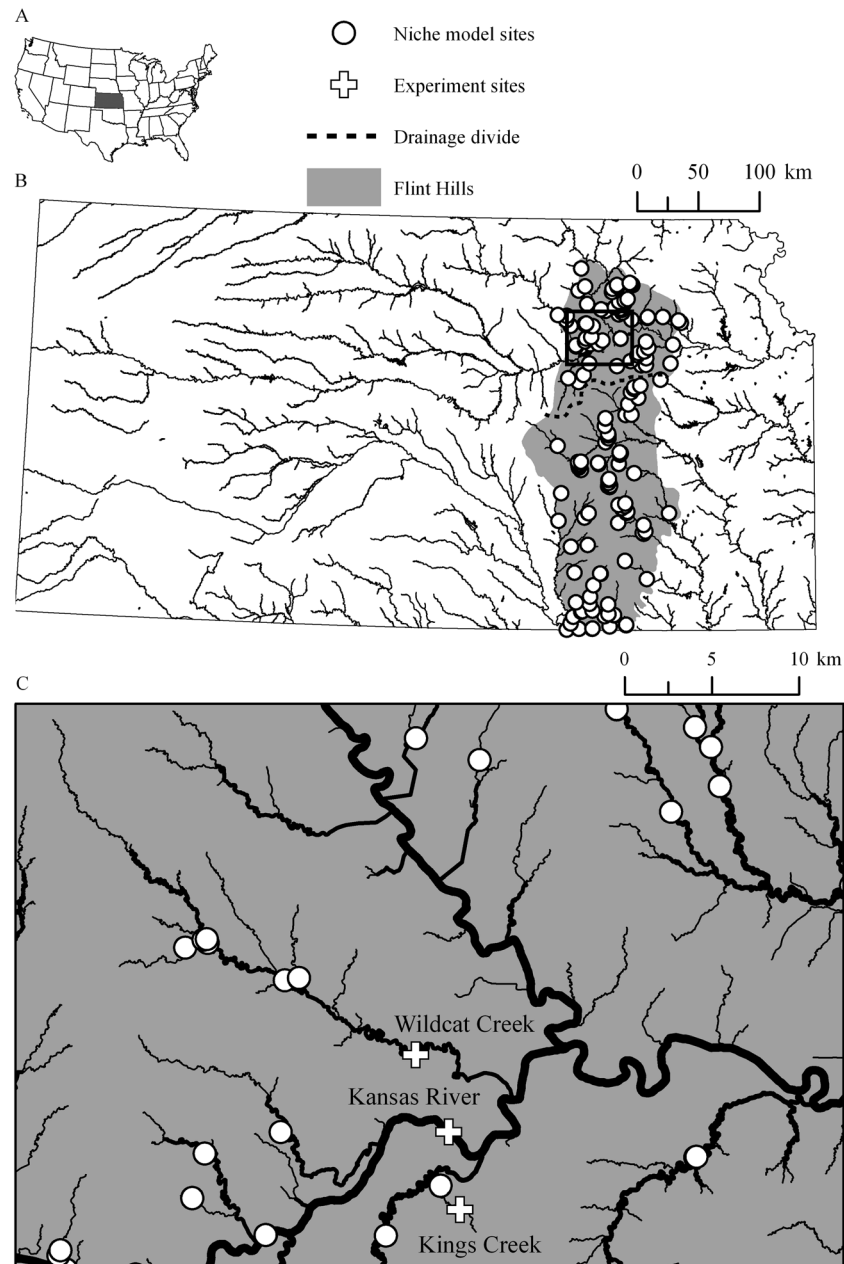 A
Niche model sites
Experiment sites
Drainage divide
Flint Hills
0 50 100 km
B
0 5 10 km
C
Wildcat Creek
Kansas River
Kings Creek